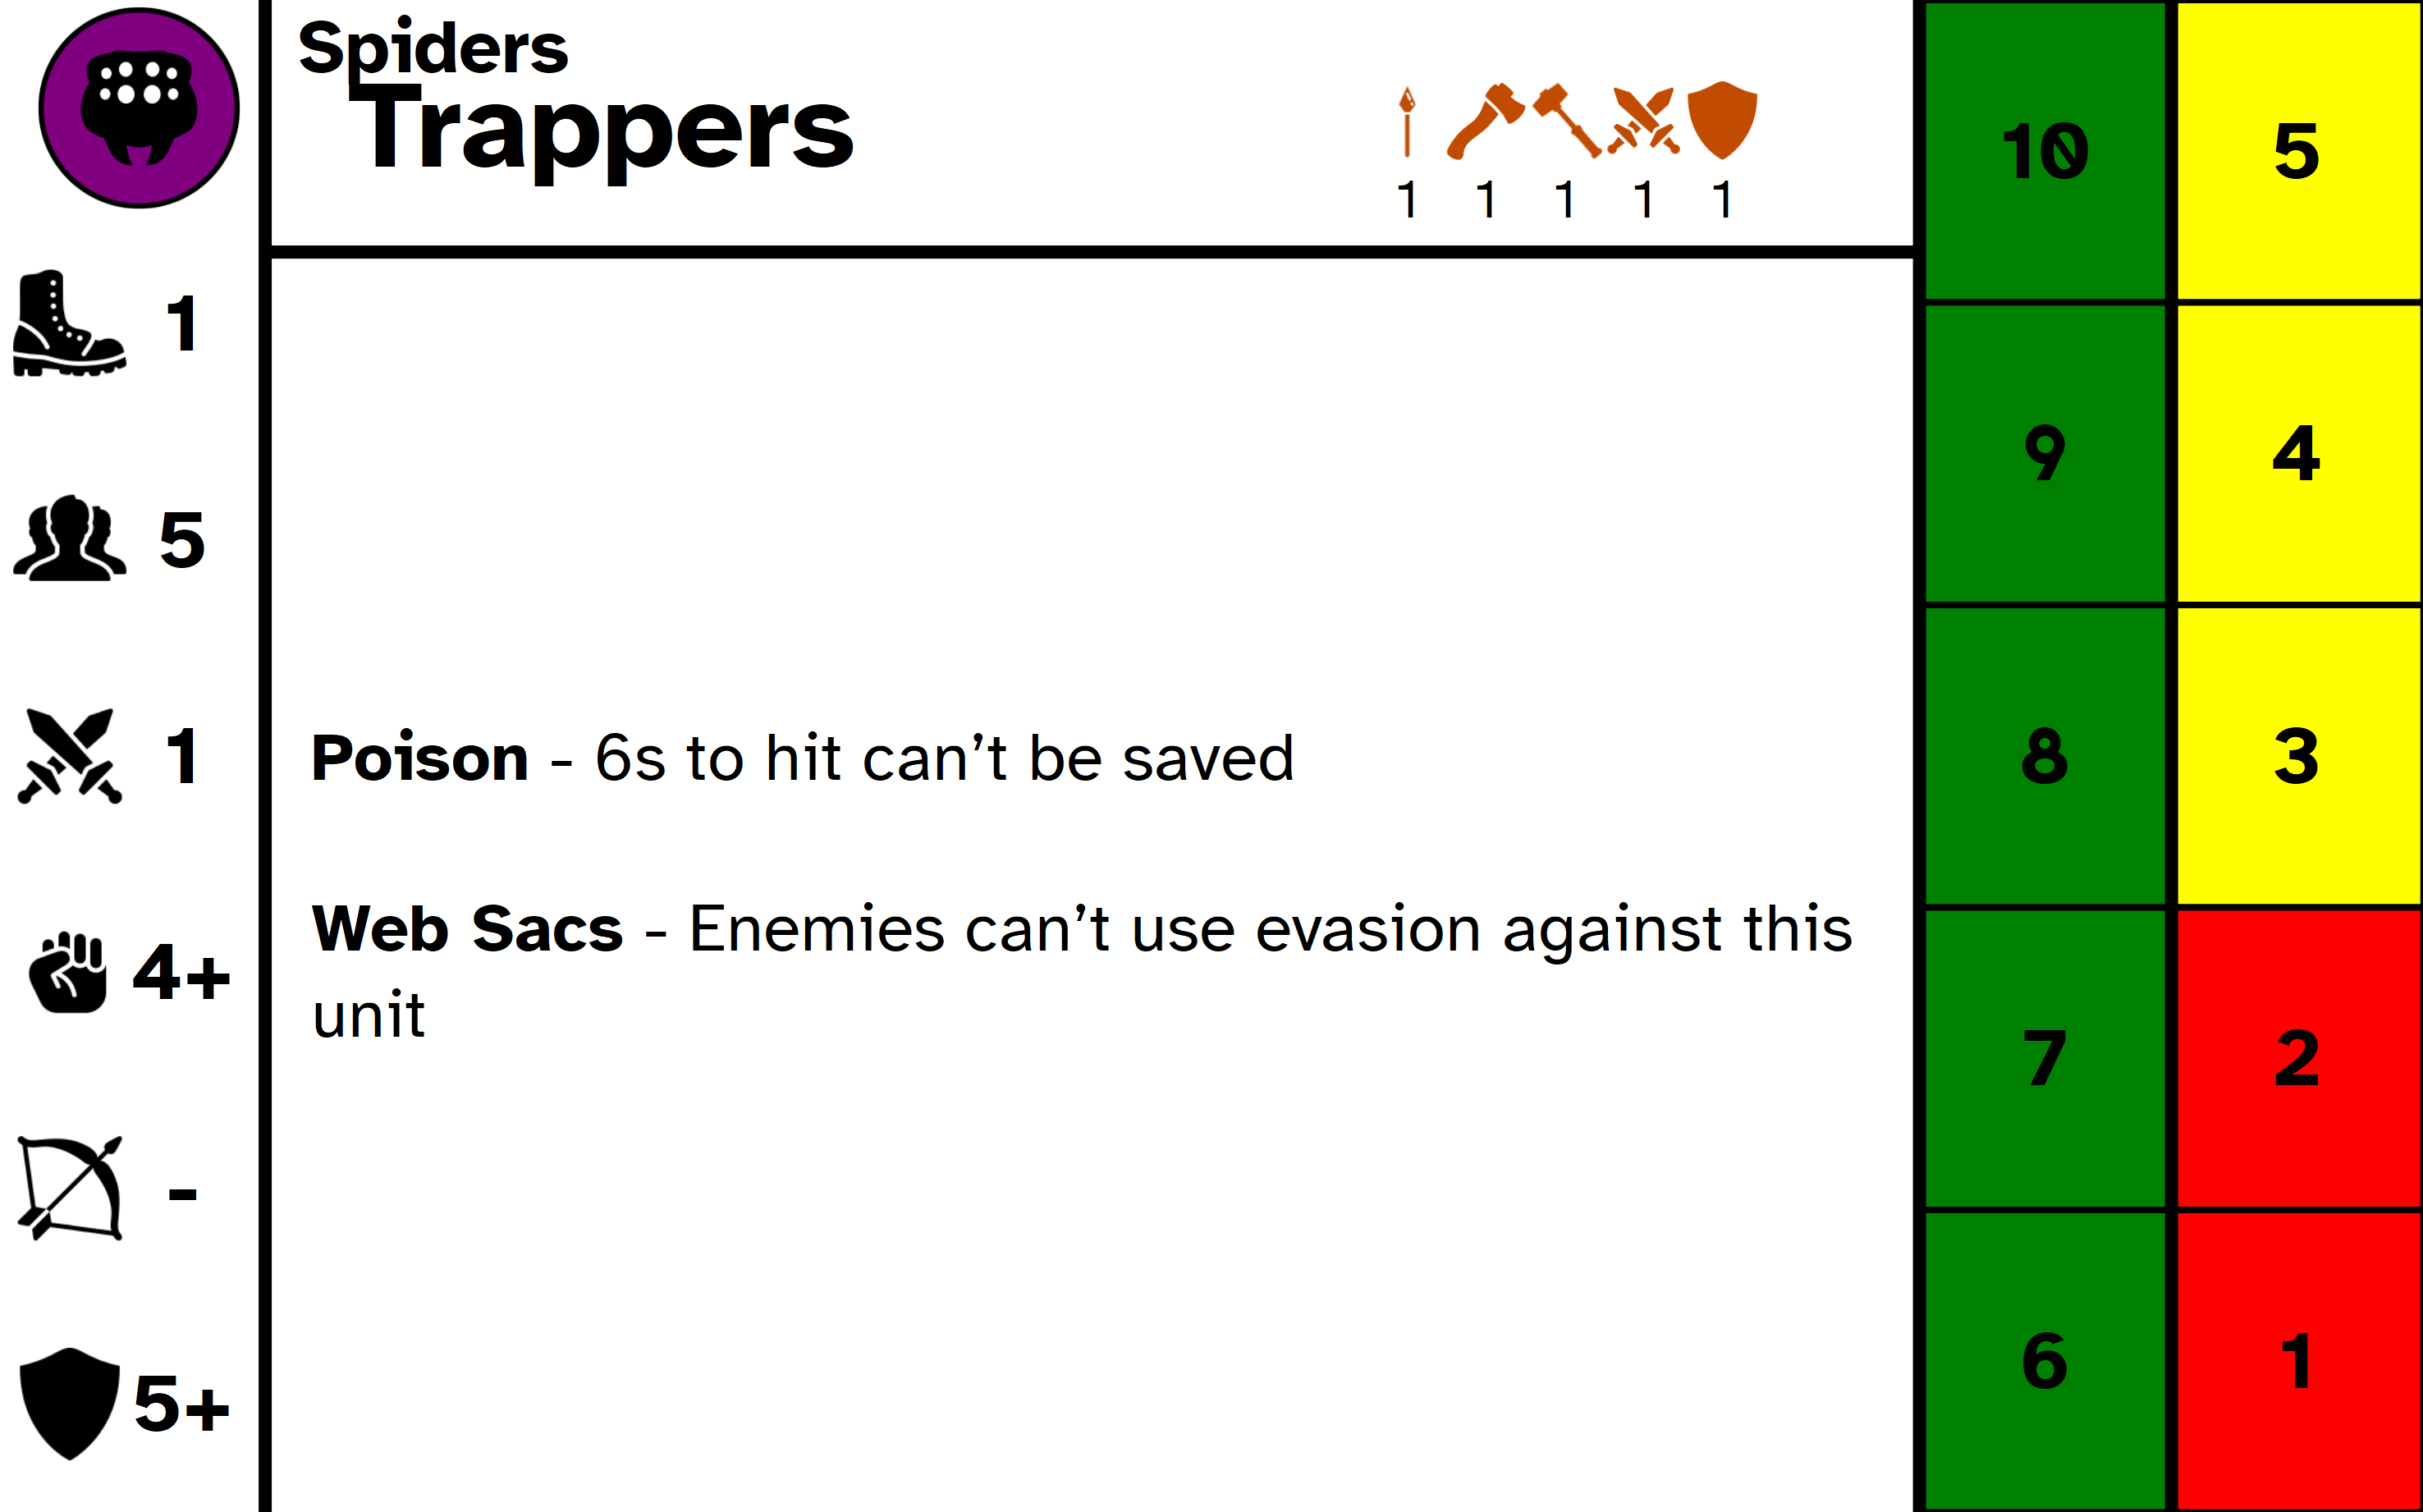 Spiders
Trappers
1 1 1 1 1
1
5
1
4+
-
5+
Poison - 6s to hit can’t be saved
Web Sacs - Enemies can’t use evasion against this
unit
10 5
9 4
8 3
7 2
6 1